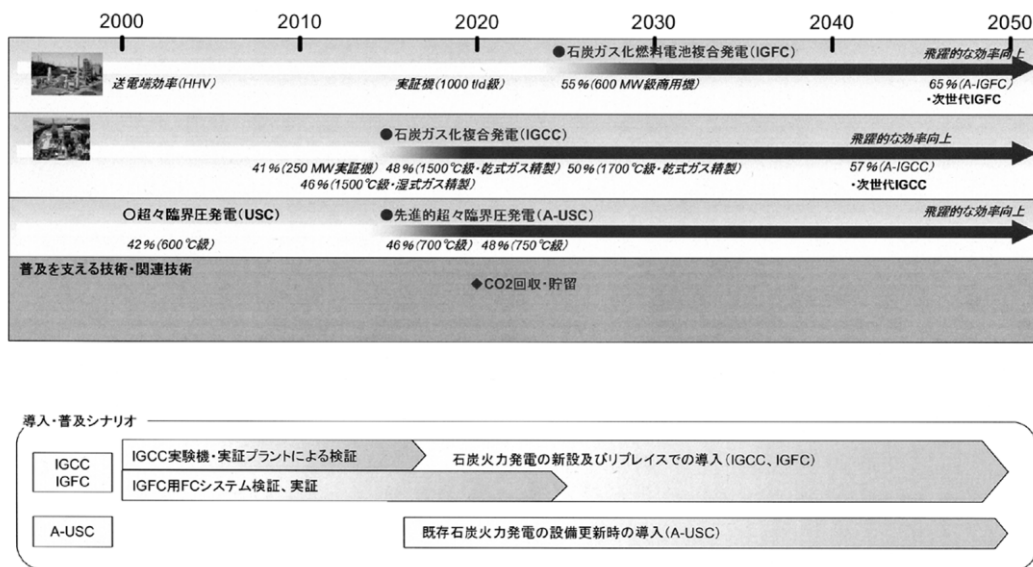 2000 2010 2020 2030 2040 2050
●石炭ガス化燃料電池複合発電(IGFC) 飛躍的な効率向上
送電端効率(HHV) 実証機(1000 t/d級) 55%(600 MW級商用機) 65%(A-IGFC)
・次世代IGFC
●石炭ガス化複合発電(IGCC) 飛躍的な効率向上
41%(250 MW実証機) 48%(1500℃級・乾式ガス精製) 50%(1700℃級・乾式ガス精製) 57%(A-IGCC)
46%(1500℃級・湿式ガス精製) ・次世代IGCC
○超々臨界圧発電(USC) ●先進的超々臨界圧発電(A-USC) 飛躍的な効率向上
42%(600℃級) 46%(700℃級) 48%(750℃級)
普及を支える技術・関連技術
◆CO2回収・貯留
導入・普及シナリオ
IGCC
IGFC
IGCC実験機・実証プラントによる検証
石炭火力発電の新設及びリプレイスでの導入(IGCC、IGFC)
IGFC用FCシステム検証、実証
A-USC
既存石炭火力発電の設備更新時の導入(A-USC)